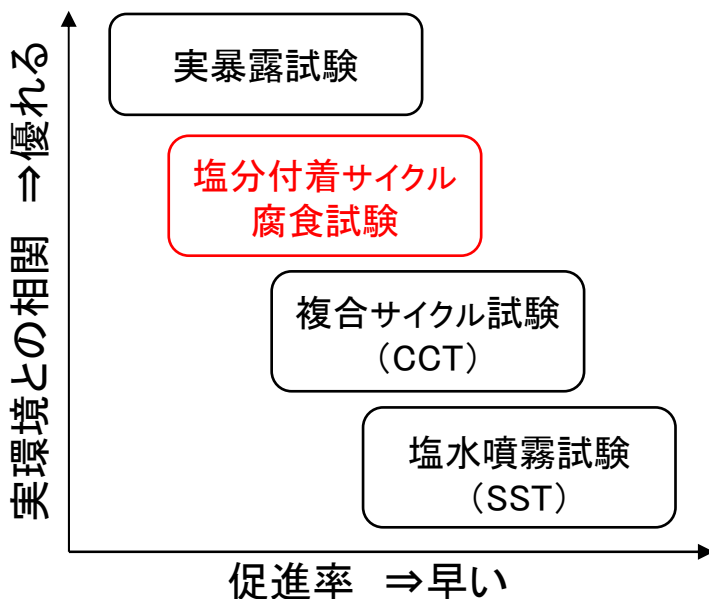 実環境との相関 ⇒優れる
実暴露試験
塩分付着サイクル
腐食試験
複合サイクル試験
（CCT）
塩水噴霧試験
（SST）
促進率 ⇒早い